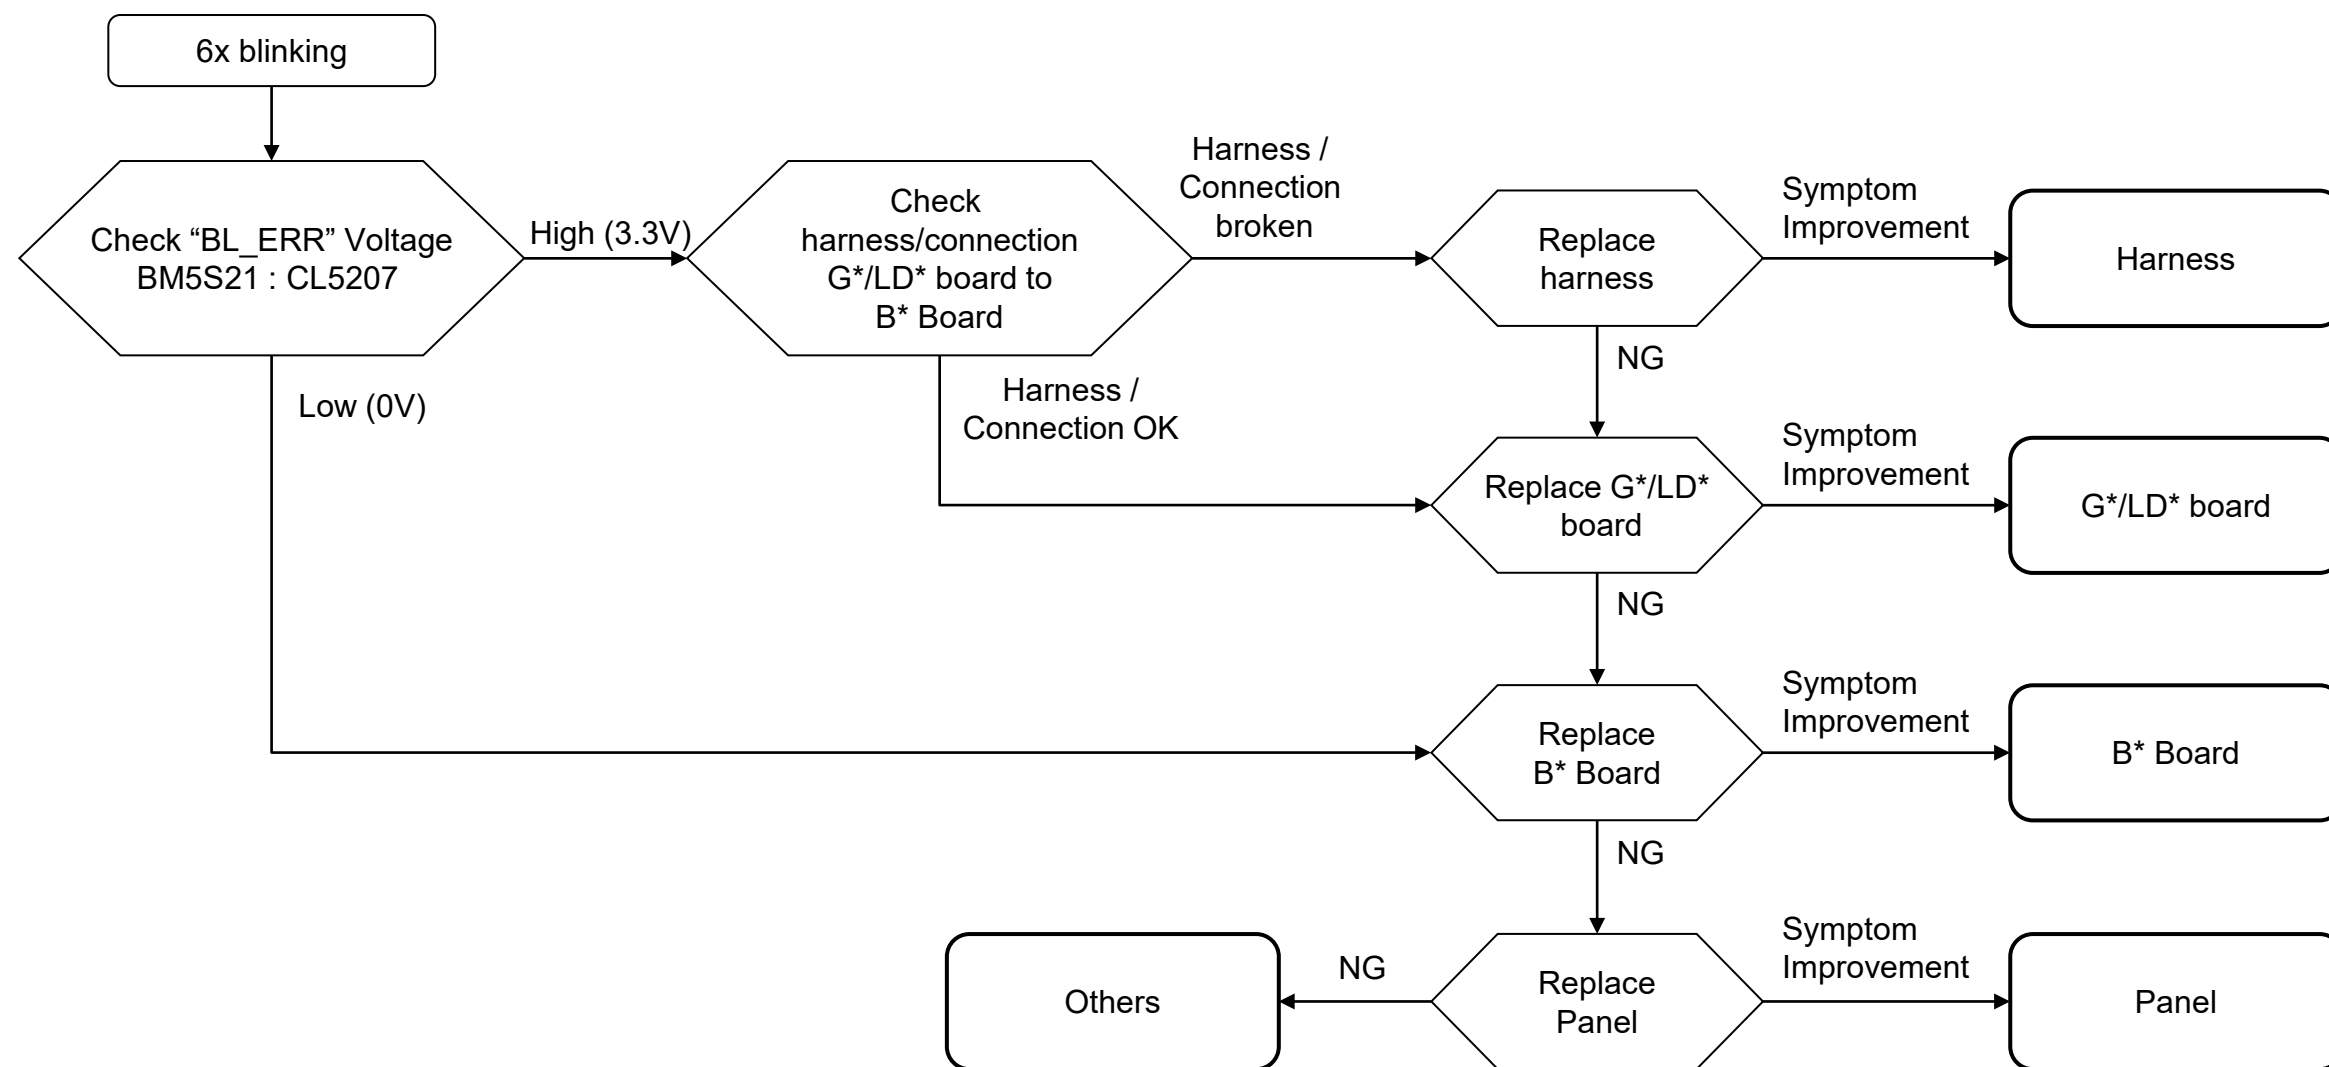 6x blinking
Check “BL_ERR” Voltage
BM5S21 : CL5207
High (3.3V)
Low (0V)
Check
harness/connection
G*/LD* board to
B* Board
Harness /
Connection
broken
Harness /
Connection OK
Replace
harness
Symptom
Improvement
Harness
NG
Replace G*/LD*
board
Symptom
Improvement
G*/LD* board
NG
Replace
B* Board
Symptom
Improvement
B* Board
NG
Replace
Panel
Symptom
Improvement
Panel
NG
Others